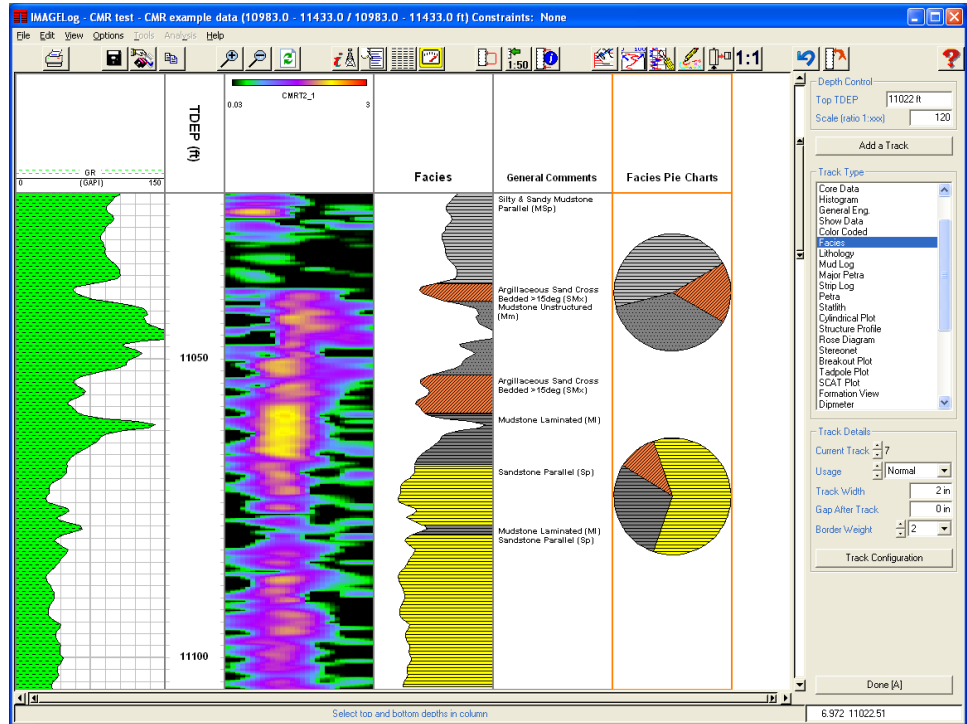 IMAGELog - CMR test - CMR example data (10983.0 - 11433.0 / 10983.0 - 11433.0 ft) Constraints: None
File Edit View Options Tools Analysis Help
1:50
1:1
CMRT2_1
0.03 3
TDEP (ft)
GR
0 (GAPI) 150
Facies
General Comments
Facies Pie Charts
Silty & Sandy Mudstone
Parallel (MSp)
Argillaceous Sand Cross
Bedded >15deg (SMx)
Mudstone Unstructured
(Mm)
11050
Argillaceous Sand Cross
Bedded >15deg (SMx)
Mudstone Laminated (Ml)
Sandstone Parallel (Sp)
Mudstone Laminated (Ml)
Sandstone Parallel (Sp)
11100
Depth Control
Top TDEP 11022 ft
Scale (ratio 1:xxx) 120
Add a Track
Track Type
Core Data
Histogram
General Eng.
Show Data
Color Coded
Facies
Lithology
Mud Log
Major Petra
Strip Log
Petra
Statlith
Cylindrical Plot
Structure Profile
Rose Diagram
Stereonet
Breakout Plot
Tadpole Plot
SCAT Plot
Formation View
Dipmeter
Track Details
Current Track 7
Usage Normal
Track Width 2 in
Gap After Track 0 in
Border Weight 2
Track Configuration
Done [A]
Select top and bottom depths in column
6.972 11022.51